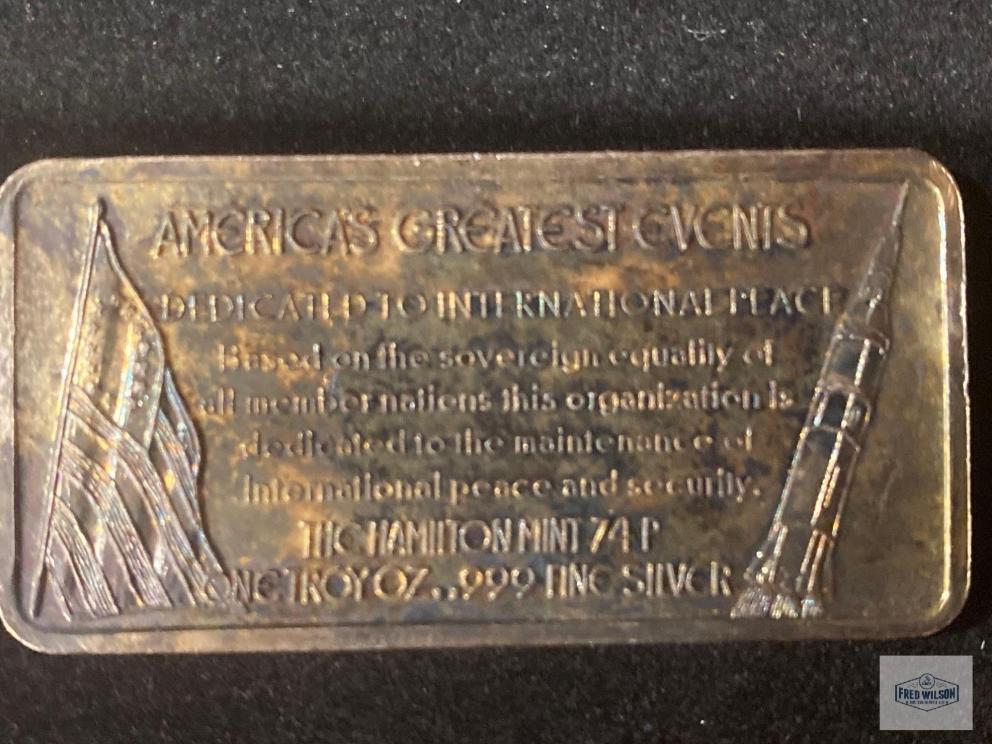 AMERICA'S GREATEST EVENTS
DEDICATED TO INTERNATIONAL PEACE
Based on the sovereign equality of
all member nations this organization is
dedicated to the maintenance of
international peace and security.
THE HAMILTON MINT 74 P
ONE TROY OZ. .999 FINE SILVER
FRED WILSON